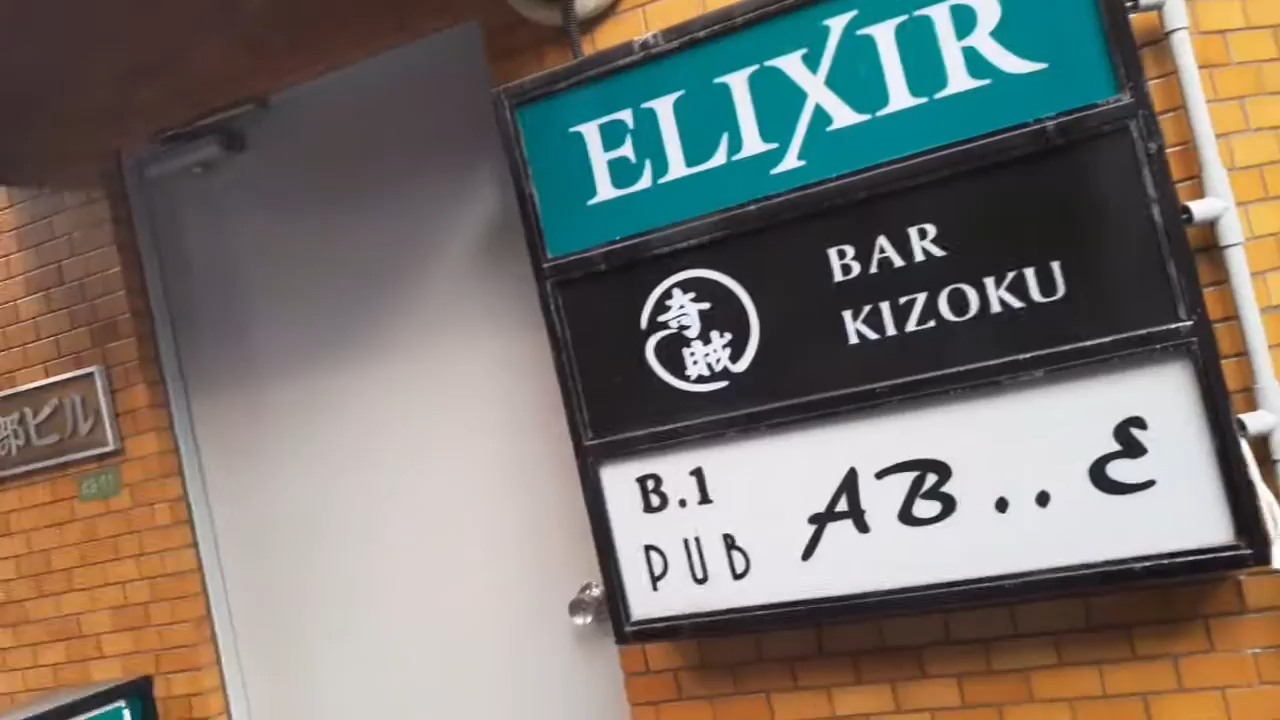 ELIXIR
奇
賊
BAR
KIZOKU
B.1
PUB
AB..E
部ビル